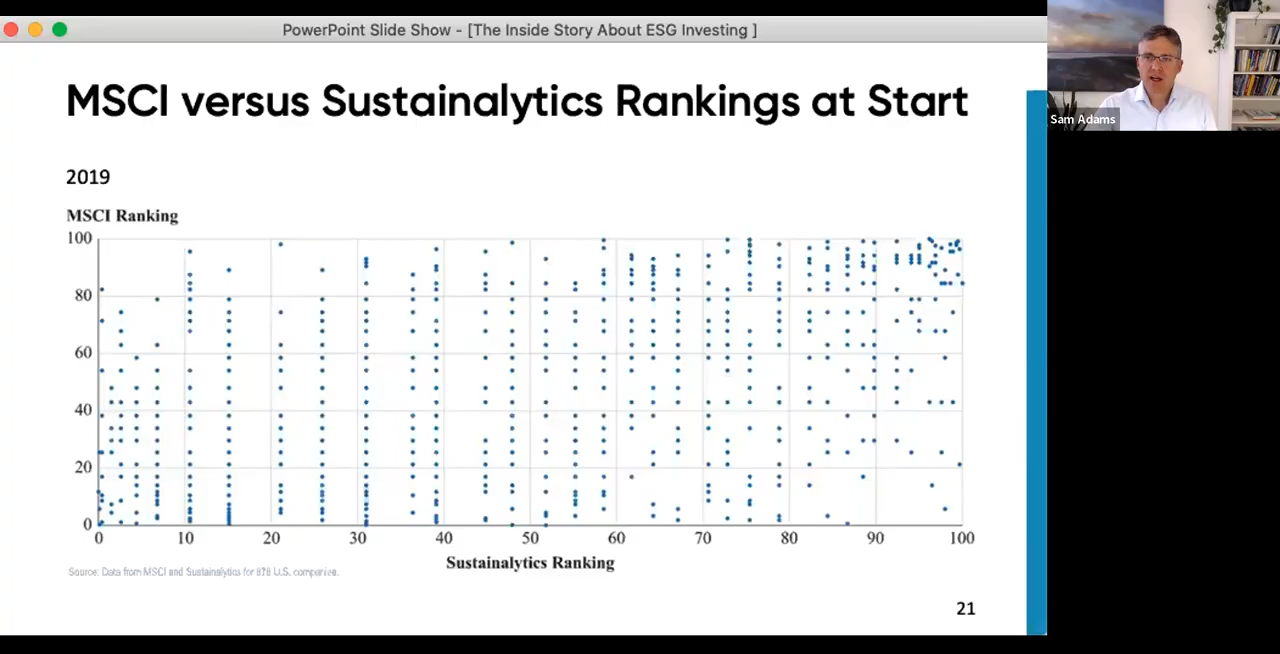 PowerPoint Slide Show - [The Inside Story About ESG Investing ]
MSCI versus Sustainalytics Rankings at Start
Sam Adams
2019
MSCI Ranking
100
80
60
40
20
0
0 10 20 30 40 50 60 70 80 90 100
Sustainalytics Ranking
Source: Data from MSCI and Sustainalytics for 878 U.S. companies.
21